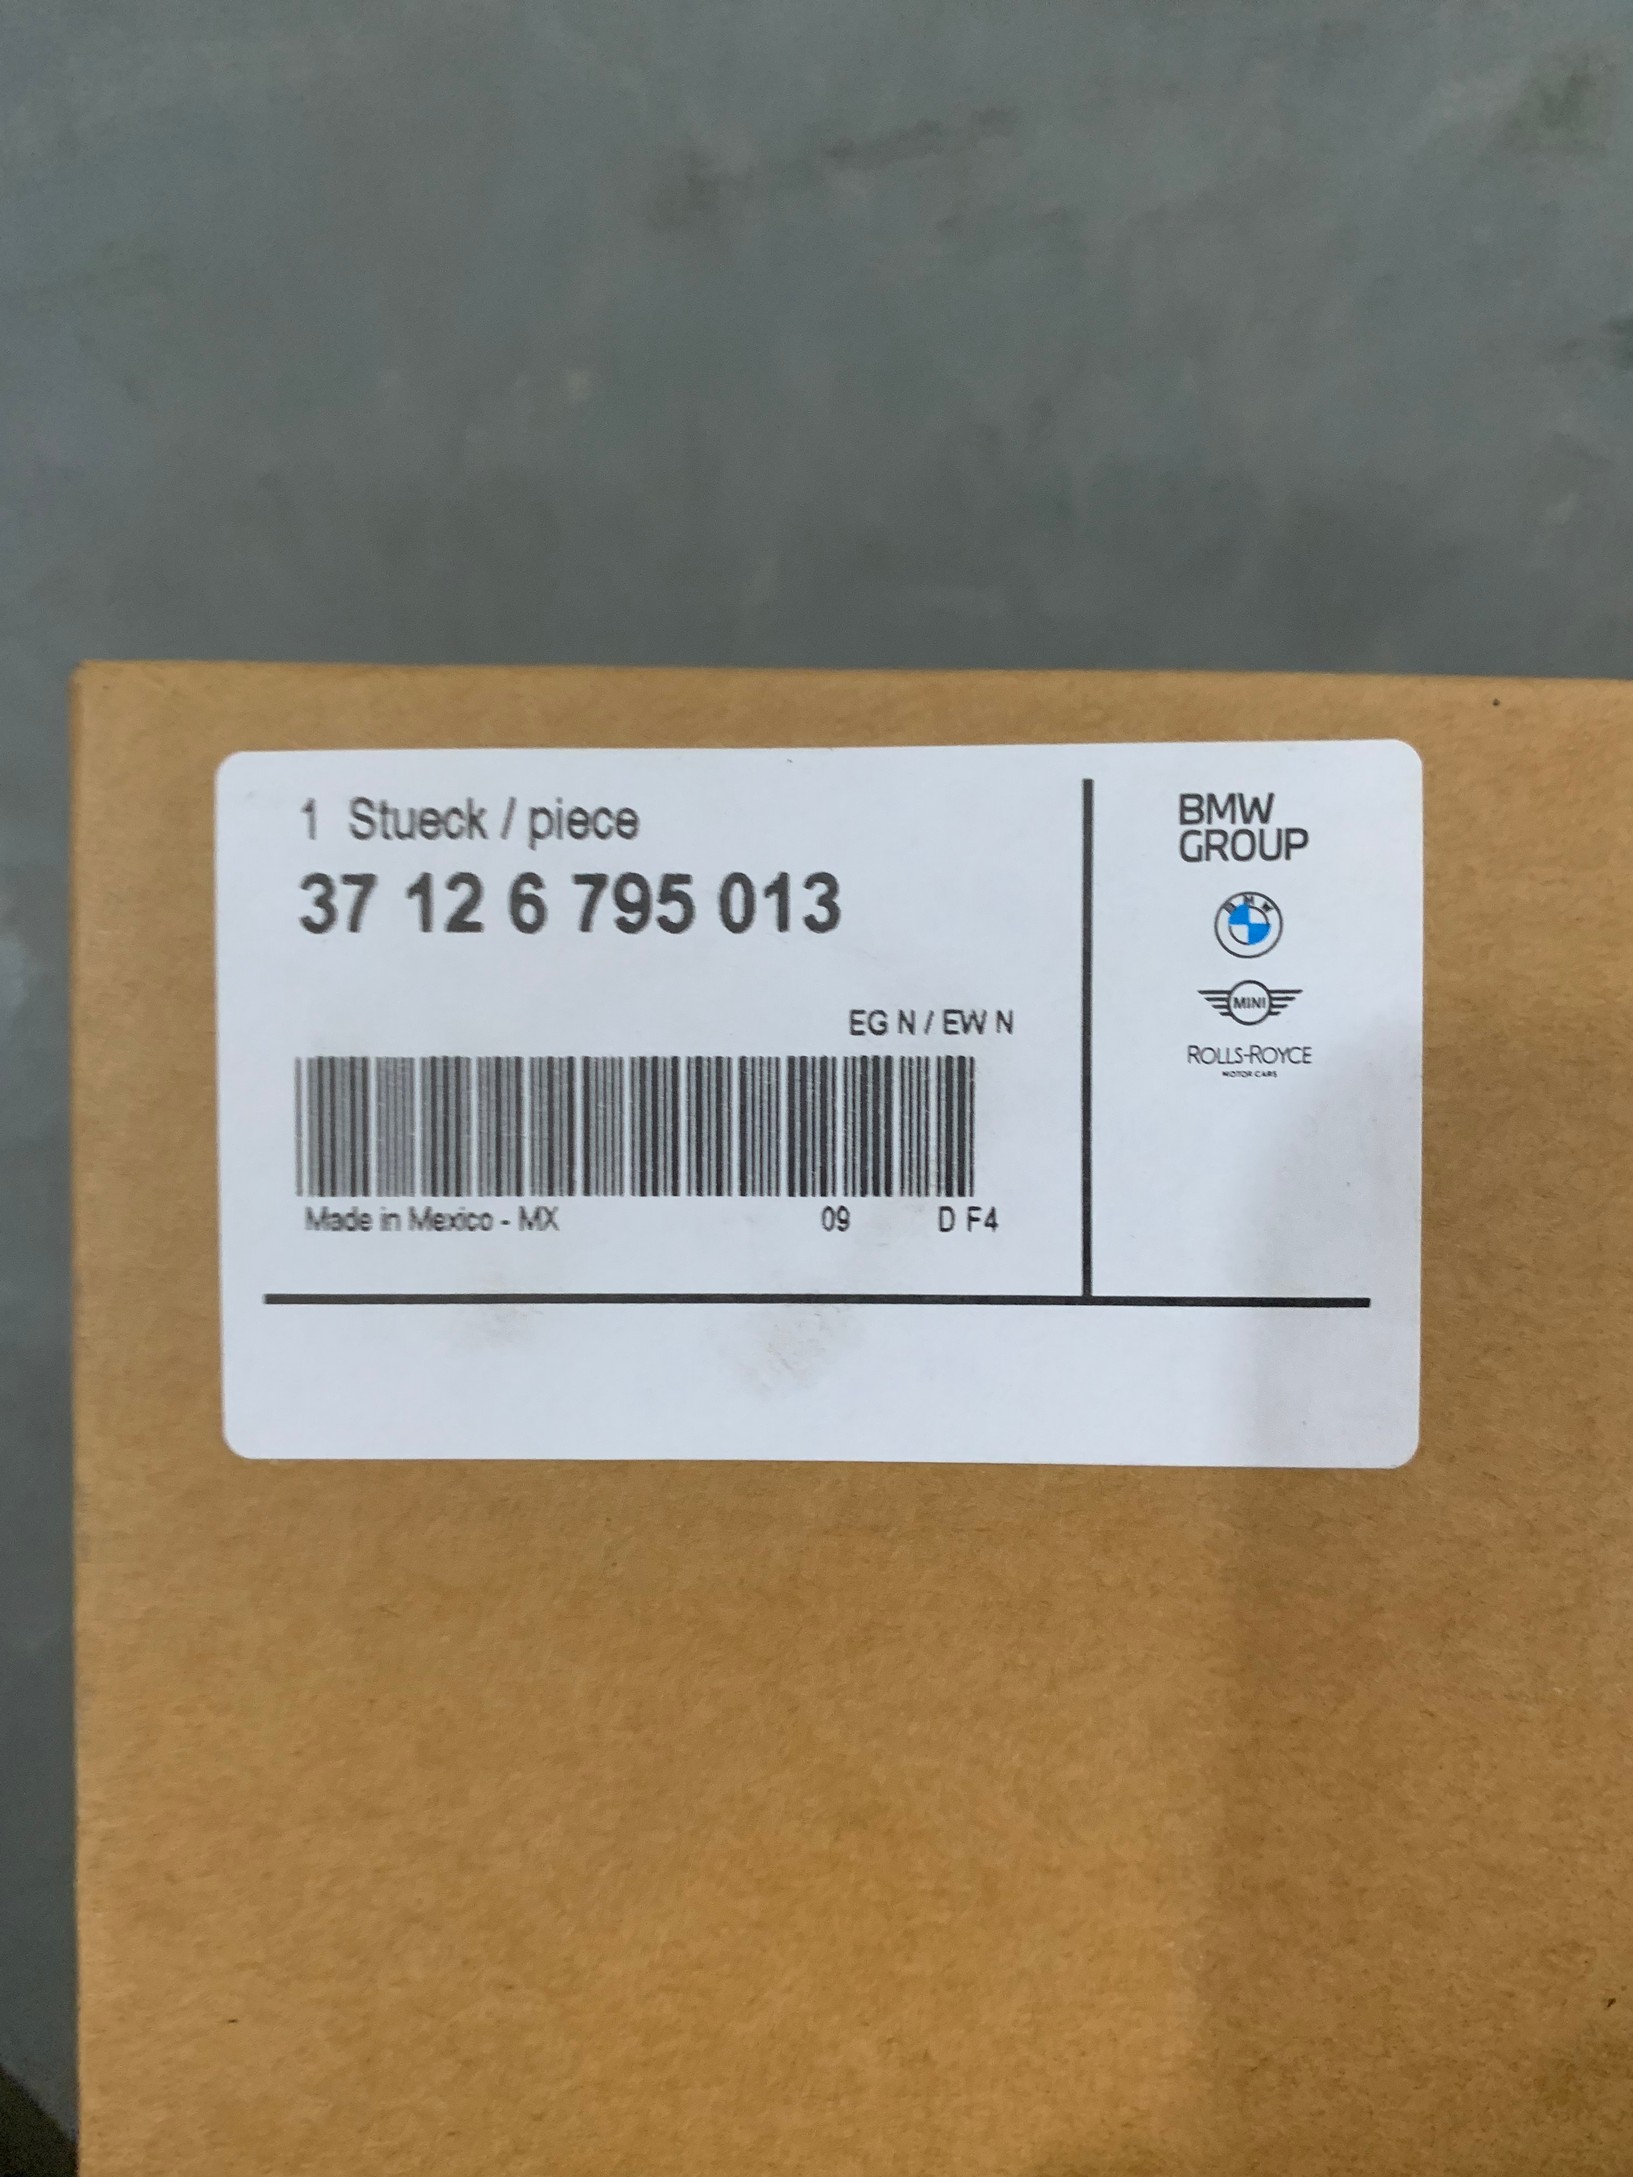 1 Stueck / piece
37 12 6 795 013
EG N / EW N
Made in Mexico - MX 09 D F4
BMW
GROUP
BMW
MINI
ROLLS-ROYCE
MOTOR CARS